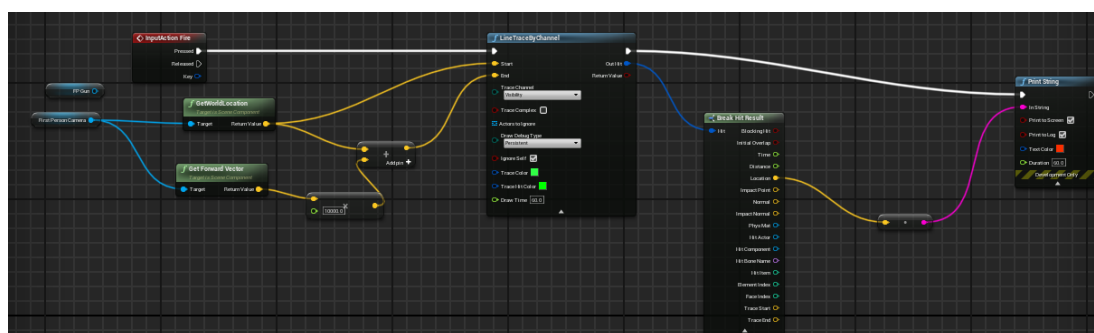 InputAction Fire
Pressed
Released
Key
FP Gun
First Person Camera
GetWorldLocation
Target is Scene Component
Target
Return Value
Get Forward Vector
Target is Scene Component
Target
Return Value
10000.0
Add pin +
LineTraceByChannel
Start
Out Hit
End
Return Value
Trace Channel
Visibility
Trace Complex
Actors to Ignore
Draw Debug Type
Persistent
Ignore Self
Trace Color
Trace Hit Color
Draw Time 60.0
Break Hit Result
Hit
Blocking Hit
Initial Overlap
Time
Distance
Location
Impact Point
Normal
Impact Normal
Phys Mat
Hit Actor
Hit Component
Hit Bone Name
Hit Item
Element Index
Face Index
Trace Start
Trace End
Print String
In String
Print to Screen
Print to Log
Text Color
Duration 60.0
Development Only